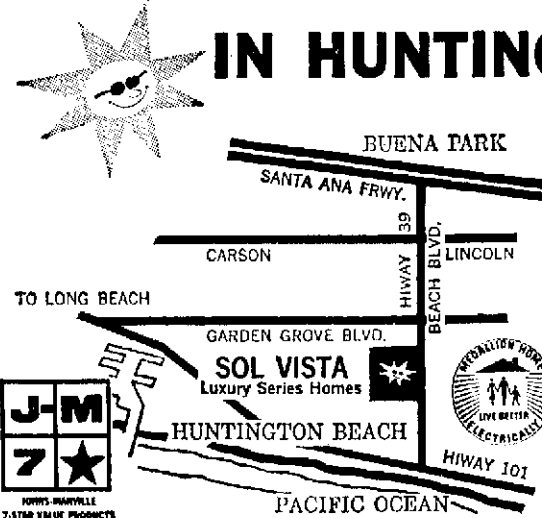 IN HUNTING
BUENA PARK
SANTA ANA FRWY.
HIWAY 39
BEACH BLVD.
CARSON
LINCOLN
TO LONG BEACH
GARDEN GROVE BLVD.
SOL VISTA
Luxury Series Homes
MEDALLION HOME
LIVE BETTER
ELECTRICALLY
J-M
7
HUNTINGTON BEACH
HIWAY 101
JOHNS-MANVILLE
7-STAR VALUE PRODUCTS
PACIFIC OCEAN